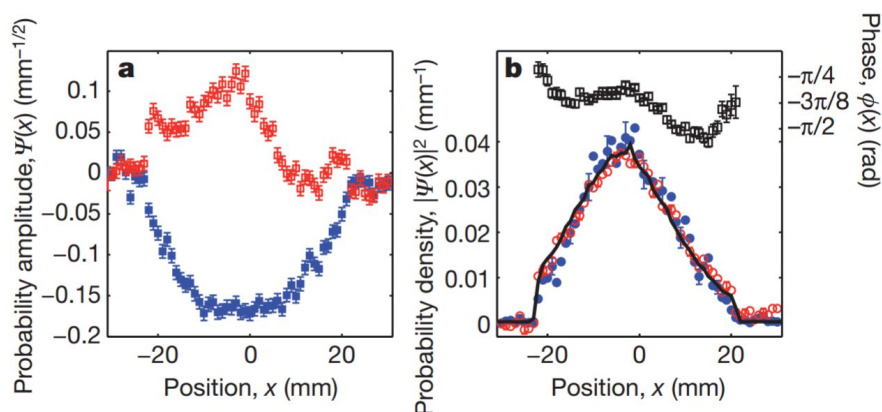 a
Probability amplitude, Ψ(x) (mm⁻¹/²)
0.1
0.05
0
−0.05
−0.1
−0.15
−0.2
−20
0
20
Position, x (mm)
b
Probability density, |Ψ(x)|² (mm⁻¹)
0.04
0.03
0.02
0.01
0
−20
0
20
Position, x (mm)
−π/4
−3π/8
−π/2
Phase, ϕ(x) (rad)